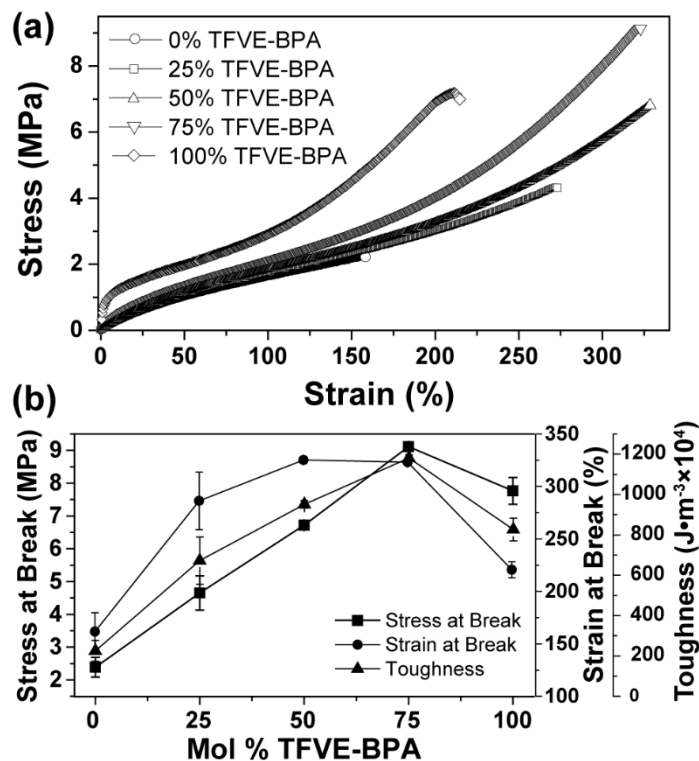 (a)
0% TFVE-BPA
25% TFVE-BPA
50% TFVE-BPA
75% TFVE-BPA
100% TFVE-BPA
Stress (MPa)
8
6
4
2
0
0 50 100 150 200 250 300
Strain (%)
(b)
Stress at Break (MPa)
9
8
7
6
5
4
3
2
Stress at Break
Strain at Break
Toughness
0 25 50 75 100
Mol % TFVE-BPA
350
300
250
200
150
100
Strain at Break (%)
1200
1000
800
600
400
200
0
Toughness (J•m⁻³×10⁴)